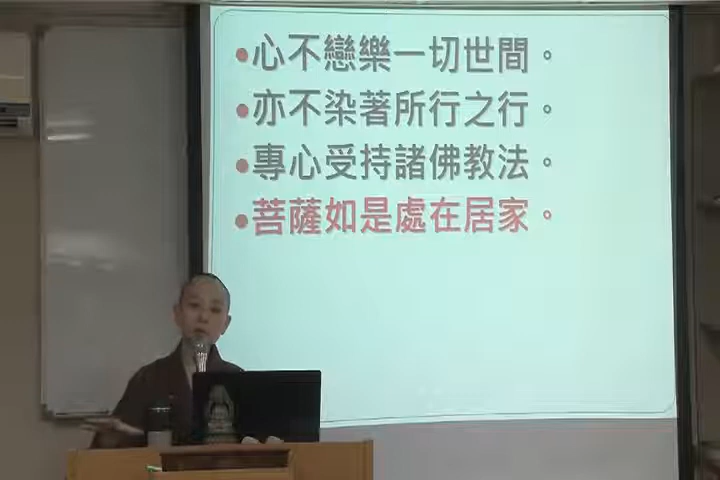 •心不戀樂一切世間。
•亦不染著所行之行。
•專心受持諸佛教法。
•菩薩如是處在居家。